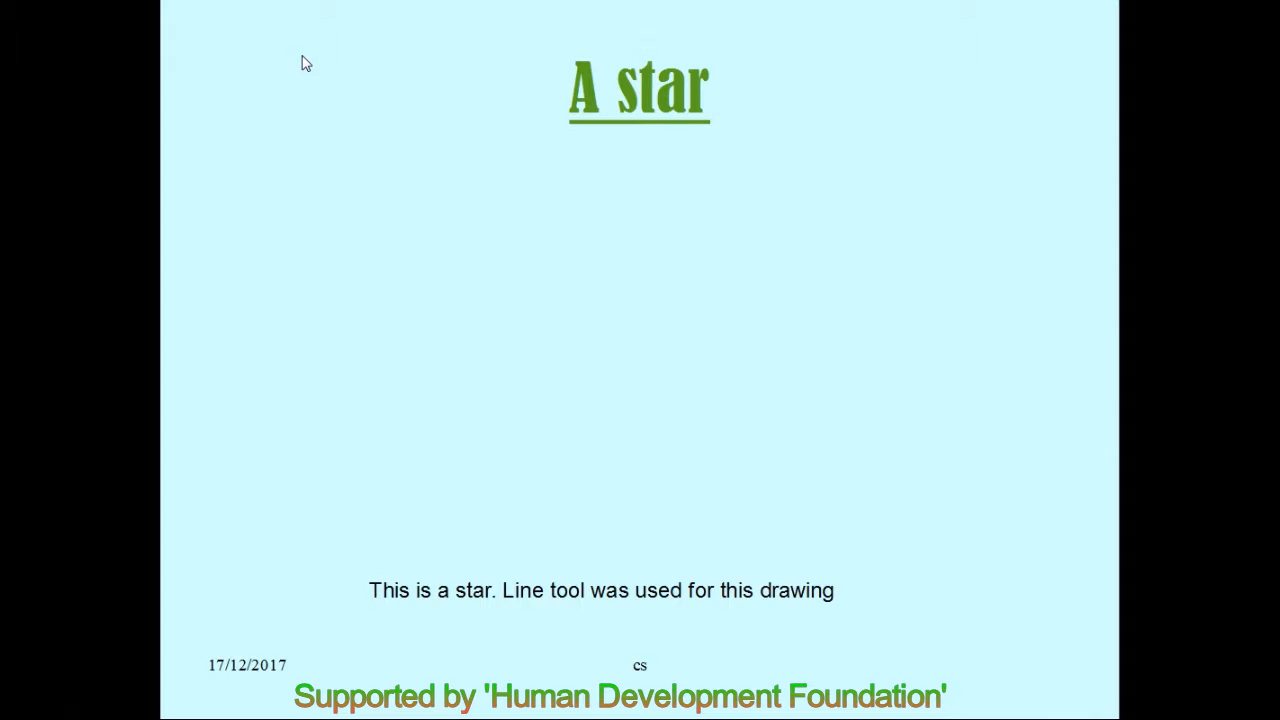 A star
This is a star. Line tool was used for this drawing
17/12/2017
cs
Supported by 'Human Development Foundation'